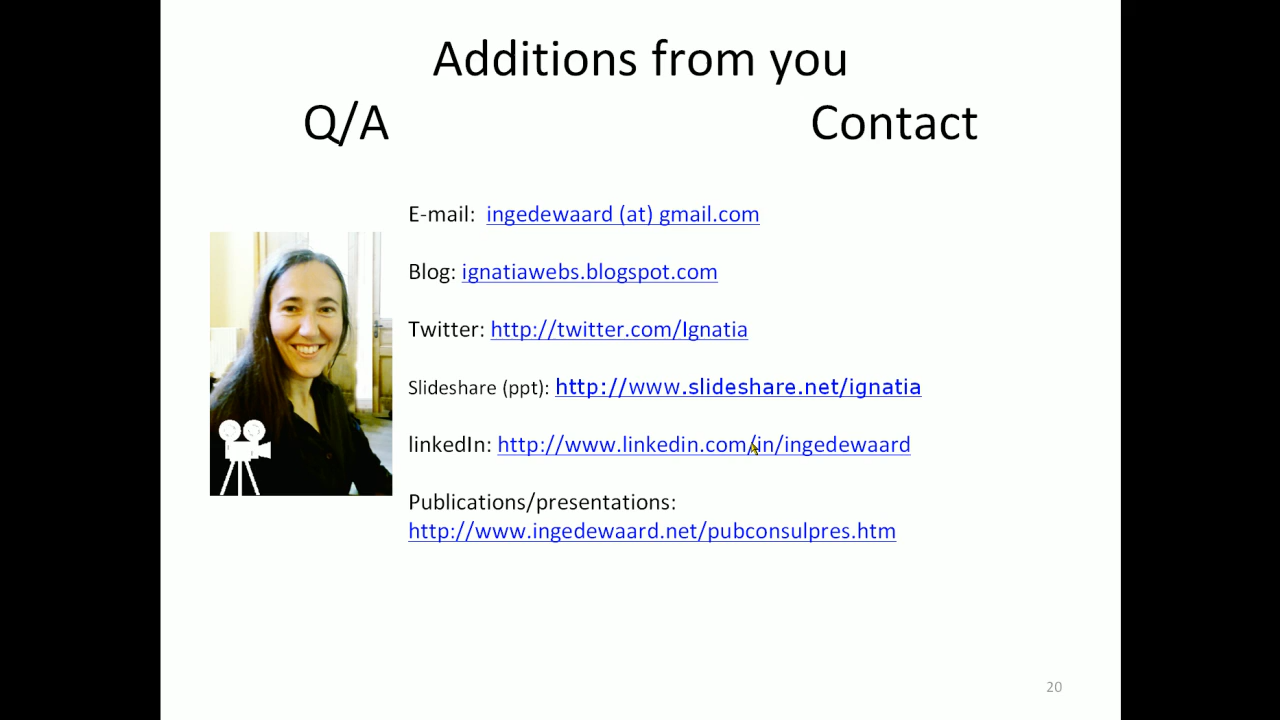 Additions from you
Q/A Contact
E-mail: ingedewaard (at) gmail.com
Blog: ignatiawebs.blogspot.com
Twitter: http://twitter.com/Ignatia
Slideshare (ppt): http://www.slideshare.net/ignatia
linkedIn: http://www.linkedin.com/in/ingedewaard
Publications/presentations:
http://www.ingedewaard.net/pubconsulpres.htm
20